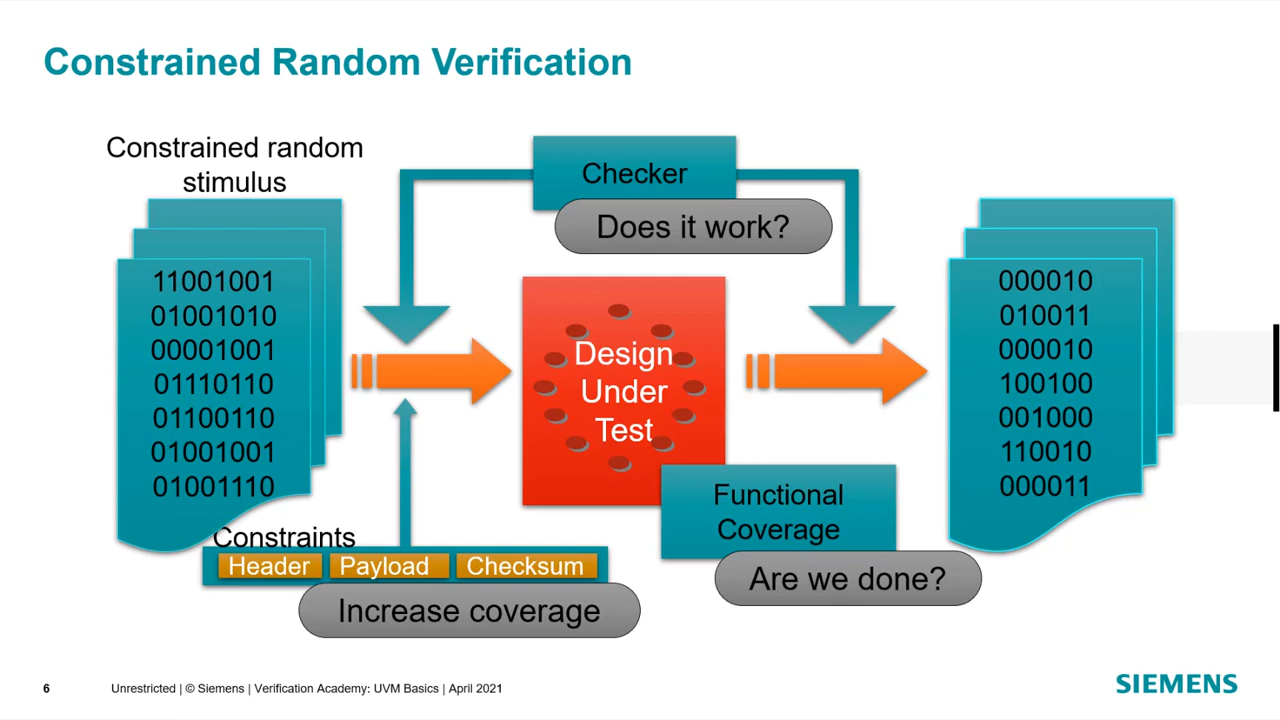 Constrained Random Verification
Constrained random
stimulus
Checker
Does it work?
11001001
01001010
00001001
01110110
01100110
01001001
01001110
Design
Under
Test
000010
010011
000010
100100
001000
110010
000011
Functional
Coverage
Are we done?
Constraints
Header Payload Checksum
Increase coverage
6 Unrestricted | © Siemens | Verification Academy: UVM Basics | April 2021
SIEMENS